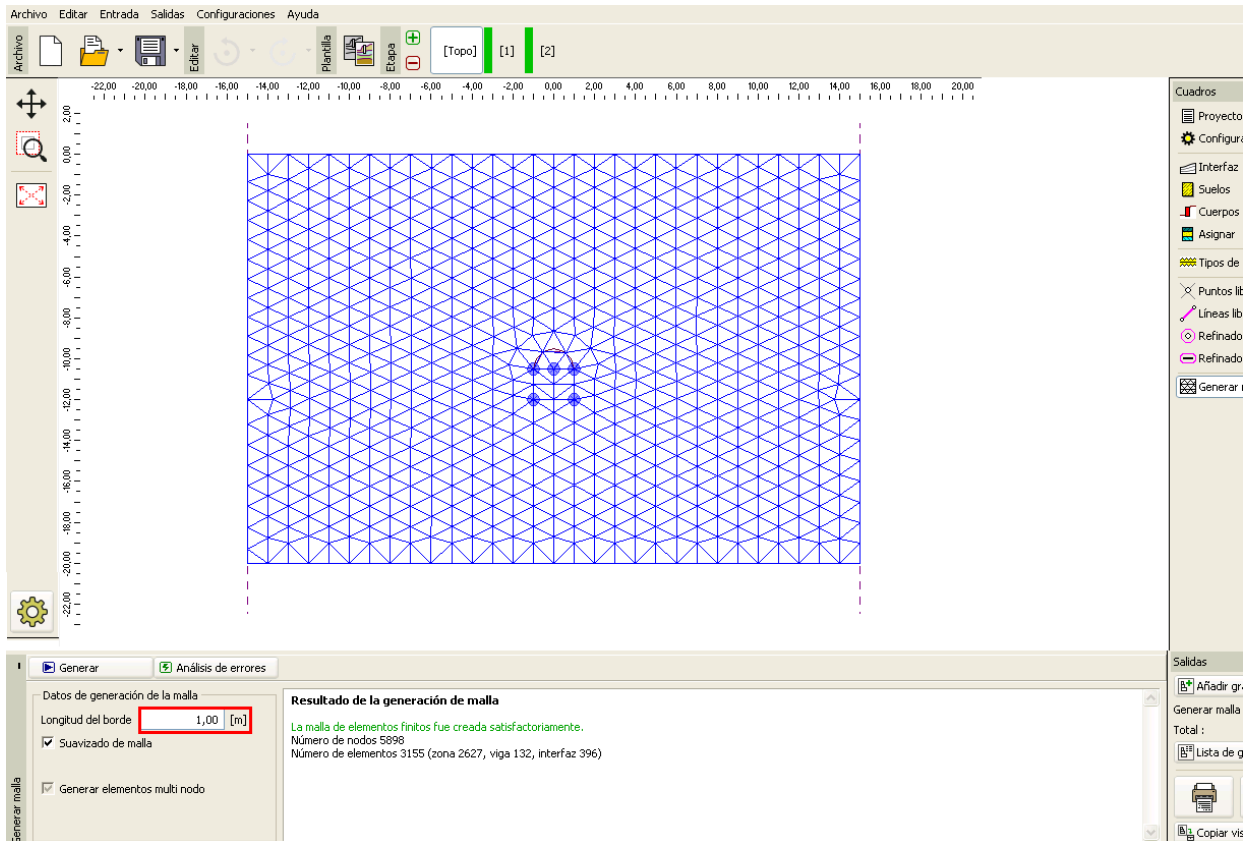 Archivo Editar Entrada Salidas Configuraciones Ayuda
Archivo
Editar
Plantilla
Etapa
[Topo] [1] [2]
-22,00 -20,00 -18,00 -16,00 -14,00 -12,00 -10,00 -8,00 -6,00 -4,00 -2,00 0,00 2,00 4,00 6,00 8,00 10,00 12,00 14,00 16,00 18,00 20,00
2,00
0,00
-2,00
-4,00
-6,00
-8,00
-10,00
-12,00
-14,00
-16,00
-18,00
-20,00
-22,00
Cuadros
Proyecto
Configura
Interfaz
Suelos
Cuerpos
Asignar
Tipos de
Puntos lib
Líneas lib
Refinado
Refinado
Generar
Generar malla
Generar Análisis de errores
Datos de generación de la malla
Longitud del borde 1,00 [m]
Suavizado de malla
Generar elementos multi nodo
Resultado de la generación de malla
La malla de elementos finitos fue creada satisfactoriamente.
Número de nodos 5898
Número de elementos 3155 (zona 2627, viga 132, interfaz 396)
Salidas
Añadir gra
Generar malla
Total :
Lista de g
Copiar vis